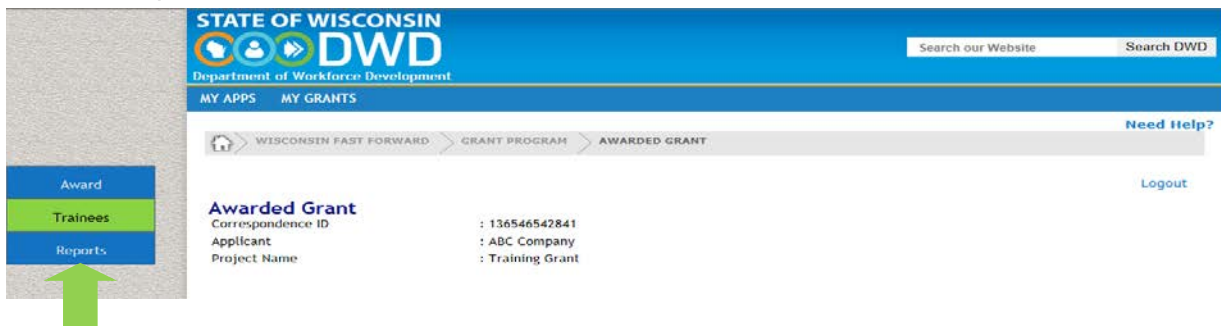 STATE OF WISCONSIN
DWD
Department of Workforce Development
Search our Website
Search DWD
MY APPS MY GRANTS
Need Help?
WISCONSIN FAST FORWARD GRANT PROGRAM AWARDED GRANT
Logout
Award
Trainees
Reports
Awarded Grant
Correspondence ID : 136546542841
Applicant : ABC Company
Project Name : Training Grant